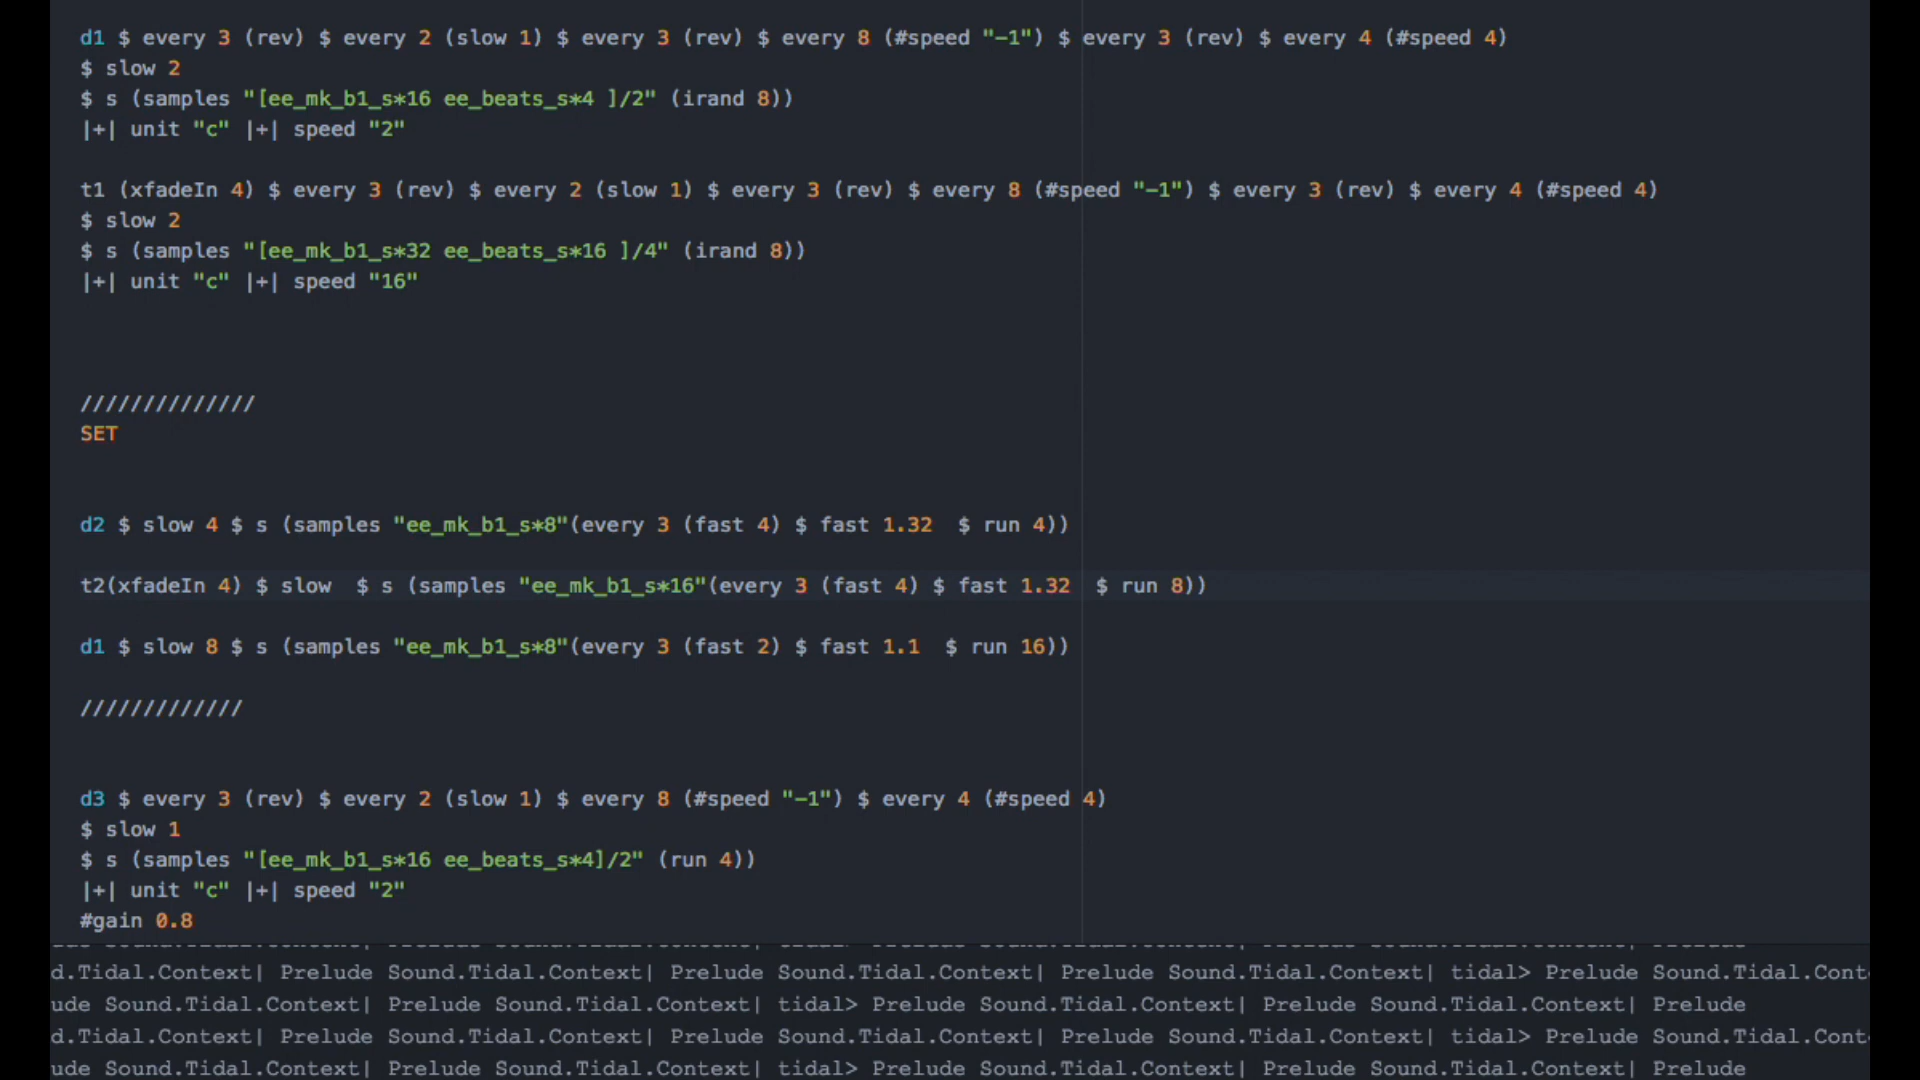 d1 $ every 3 (rev) $ every 2 (slow 1) $ every 3 (rev) $ every 8 (#speed "-1") $ every 3 (rev) $ every 4 (#speed 4)
$ slow 2
$ s (samples "[ee_mk_b1_s*16 ee_beats_s*4 ]/2" (irand 8))
|+| unit "c" |+| speed "2"
t1 (xfadeIn 4) $ every 3 (rev) $ every 2 (slow 1) $ every 3 (rev) $ every 8 (#speed "-1") $ every 3 (rev) $ every 4 (#speed 4)
$ slow 2
$ s (samples "[ee_mk_b1_s*32 ee_beats_s*16 ]/4" (irand 8))
|+| unit "c" |+| speed "16"
//////////////
SET
d2 $ slow 4 $ s (samples "ee_mk_b1_s*8"(every 3 (fast 4) $ fast 1.32  $ run 4))
t2(xfadeIn 4) $ slow  $ s (samples "ee_mk_b1_s*16"(every 3 (fast 4) $ fast 1.32  $ run 8))
d1 $ slow 8 $ s (samples "ee_mk_b1_s*8"(every 3 (fast 2) $ fast 1.1  $ run 16))
/////////////
d3 $ every 3 (rev) $ every 2 (slow 1) $ every 8 (#speed "-1") $ every 4 (#speed 4)
$ slow 1
$ s (samples "[ee_mk_b1_s*16 ee_beats_s*4]/2" (run 4))
|+| unit "c" |+| speed "2"
#gain 0.8
d.Tidal.Context| Prelude Sound.Tidal.Context| Prelude Sound.Tidal.Context| Prelude Sound.Tidal.Context| tidal> Prelude Sound.Tidal.Cont
ude Sound.Tidal.Context| Prelude Sound.Tidal.Context| tidal> Prelude Sound.Tidal.Context| Prelude Sound.Tidal.Context| Prelude
d.Tidal.Context| Prelude Sound.Tidal.Context| Prelude Sound.Tidal.Context| Prelude Sound.Tidal.Context| tidal> Prelude Sound.Tidal.Cont
ude Sound.Tidal.Context| Prelude Sound.Tidal.Context| tidal> Prelude Sound.Tidal.Context| Prelude Sound.Tidal.Context| Prelude